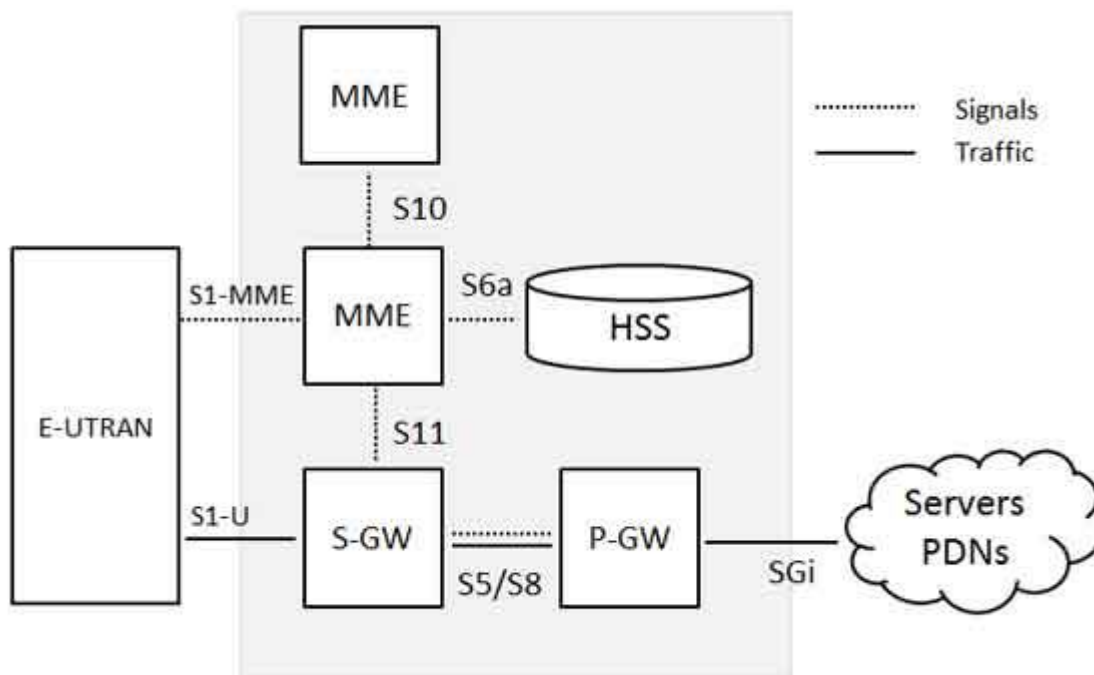 MME
Signals
Traffic
S10
S1-MME
MME
S6a
HSS
E-UTRAN
S11
S1-U
S-GW
S5/S8
P-GW
SGi
Servers
PDNs